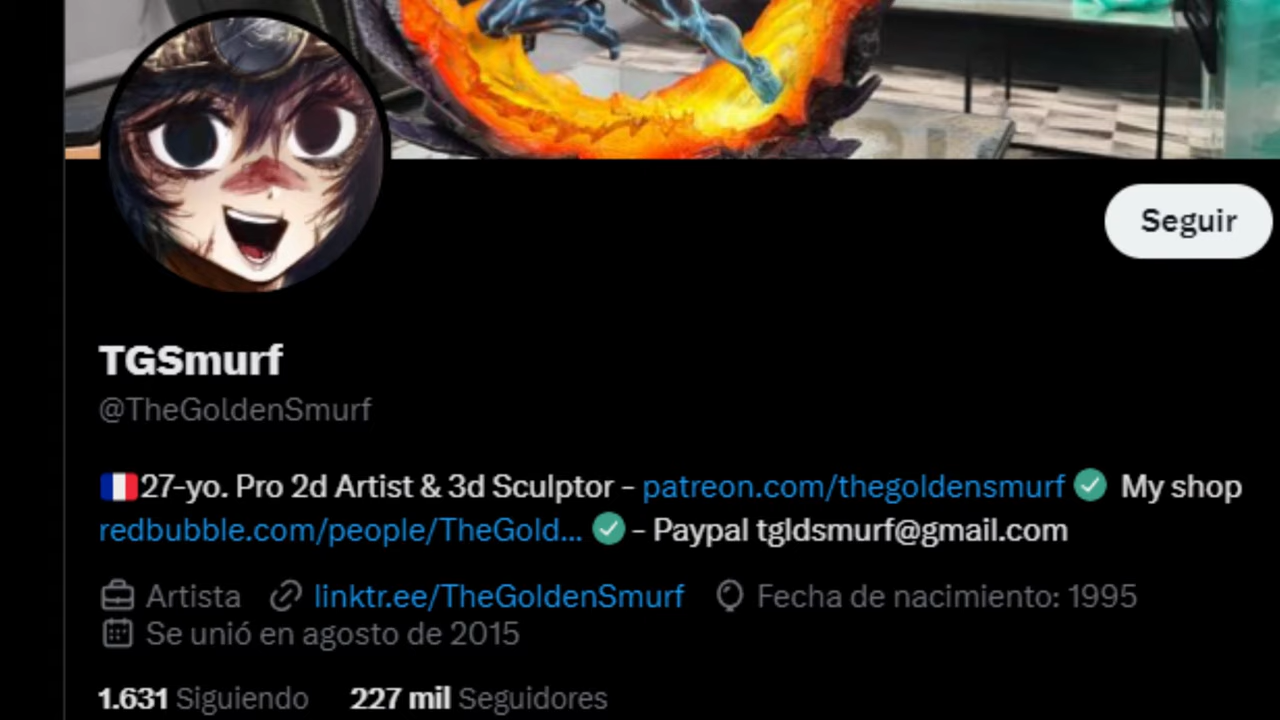 Seguir
TGSmurf
@TheGoldenSmurf
🇫🇷27-yo. Pro 2d Artist & 3d Sculptor – patreon.com/thegoldensmurf ✅ My shop
redbubble.com/people/TheGold... ✅ – Paypal tgldsmurf@gmail.com
Artista linktr.ee/TheGoldenSmurf Fecha de nacimiento: 1995
Se unió en agosto de 2015
1.631 Siguiendo 227 mil Seguidores